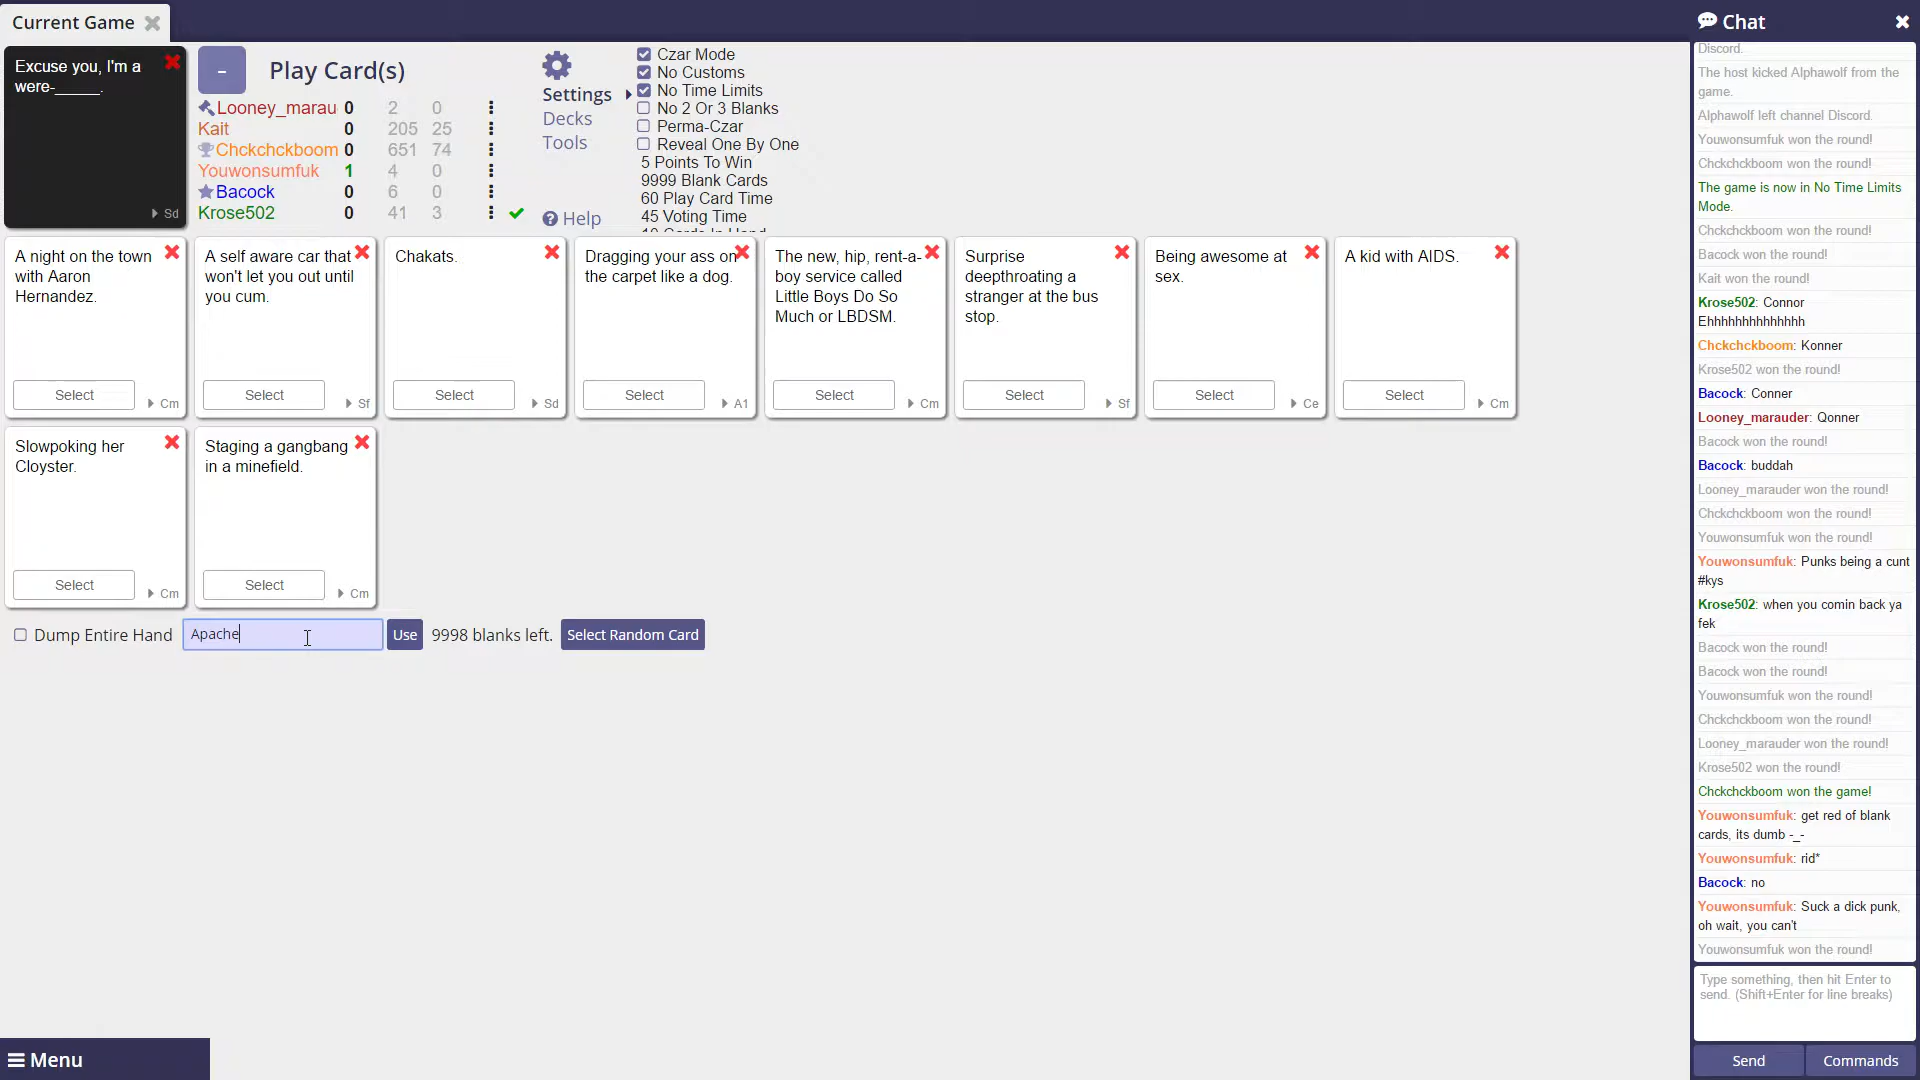 Current Game
Excuse you, I'm a
were-_____.
Sd
-
Play Card(s)
Looney_marau 0 2 0
Kait 0 205 25
Chckchckboom 0 651 74
Youwonsumfuk 1 4 0
Bacock 0 6 0
Krose502 0 41 3
Settings
Decks
Tools
Help
Czar Mode
No Customs
No Time Limits
No 2 Or 3 Blanks
Perma-Czar
Reveal One By One
5 Points To Win
9999 Blank Cards
60 Play Card Time
45 Voting Time
10 Cards In Hand
A night on the town
with Aaron
Hernandez.
Select
Cm
A self aware car that
won't let you out until
you cum.
Select
Sf
Chakats.
Select
Sd
Dragging your ass on
the carpet like a dog.
Select
A1
The new, hip, rent-a-
boy service called
Little Boys Do So
Much or LBDSM.
Select
Cm
Surprise
deepthroating a
stranger at the bus
stop.
Select
Sf
Being awesome at
sex.
Select
Ce
A kid with AIDS.
Select
Cm
Slowpoking her
Cloyster.
Select
Cm
Staging a gangbang
in a minefield.
Select
Cm
Dump Entire Hand
Apache
Use
9998 blanks left.
Select Random Card
Menu
Chat
Discord.
The host kicked Alphawolf from the
game.
Alphawolf left channel Discord.
Youwonsumfuk won the round!
Chckchckboom won the round!
The game is now in No Time Limits
Mode.
Chckchckboom won the round!
Bacock won the round!
Kait won the round!
Krose502: Connor
Ehhhhhhhhhhhhhh
Chckchckboom: Konner
Krose502 won the round!
Bacock: Conner
Looney_marauder: Qonner
Bacock won the round!
Bacock: buddah
Looney_marauder won the round!
Chckchckboom won the round!
Youwonsumfuk won the round!
Youwonsumfuk: Punks being a cunt
#kys
Krose502: when you comin back ya
fek
Bacock won the round!
Bacock won the round!
Youwonsumfuk won the round!
Chckchckboom won the round!
Looney_marauder won the round!
Krose502 won the round!
Chckchckboom won the game!
Youwonsumfuk: get red of blank
cards, its dumb -_-
Youwonsumfuk: rid*
Bacock: no
Youwonsumfuk: Suck a dick punk,
oh wait, you can't
Youwonsumfuk won the round!
Type something, then hit Enter to
send. (Shift+Enter for line breaks)
Send
Commands